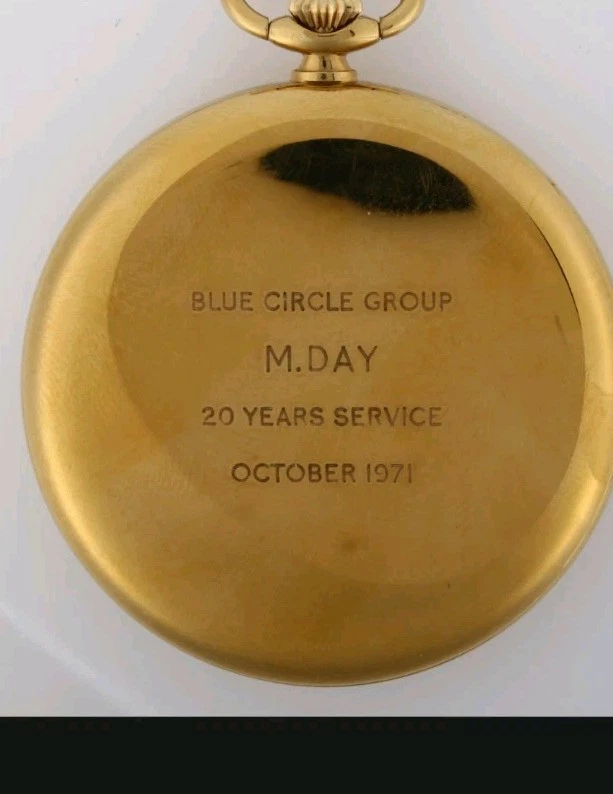 BLUE CIRCLE GROUP
M.DAY
20 YEARS SERVICE
OCTOBER 1971